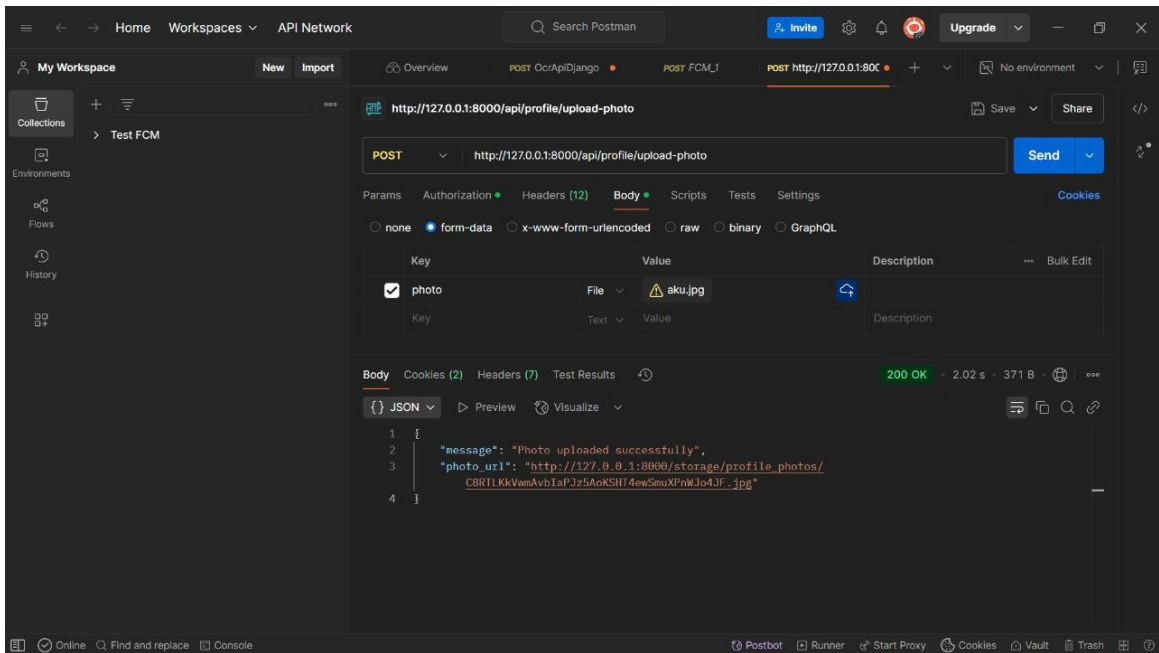 Home Workspaces API Network Search Postman Invite Upgrade
My Workspace New Import Overview POST OcrApiDjango POST FCM_1 POST http://127.0.0.1:800 No environment
Collections
Test FCM
http://127.0.0.1:8000/api/profile/upload-photo Save Share
Environments
POST http://127.0.0.1:8000/api/profile/upload-photo Send
Flows
Params Authorization Headers (12) Body Scripts Tests Settings Cookies
none form-data x-www-form-urlencoded raw binary GraphQL
History
Key Value Description Bulk Edit
photo File aku.jpg
Key Text Value Description
Body Cookies (2) Headers (7) Test Results 200 OK 2.02 s 371 B
{} JSON Preview Visualize
1 {
2 "message": "Photo uploaded successfully",
3 "photo_url": "http://127.0.0.1:8000/storage/profile_photos/
C8RTLKkVwmAvbIaPJz5AoKSHT4ewSmuXPnWJo4JF.jpg"
4 }
Online Find and replace Console Postbot Runner Start Proxy Cookies Vault Trash